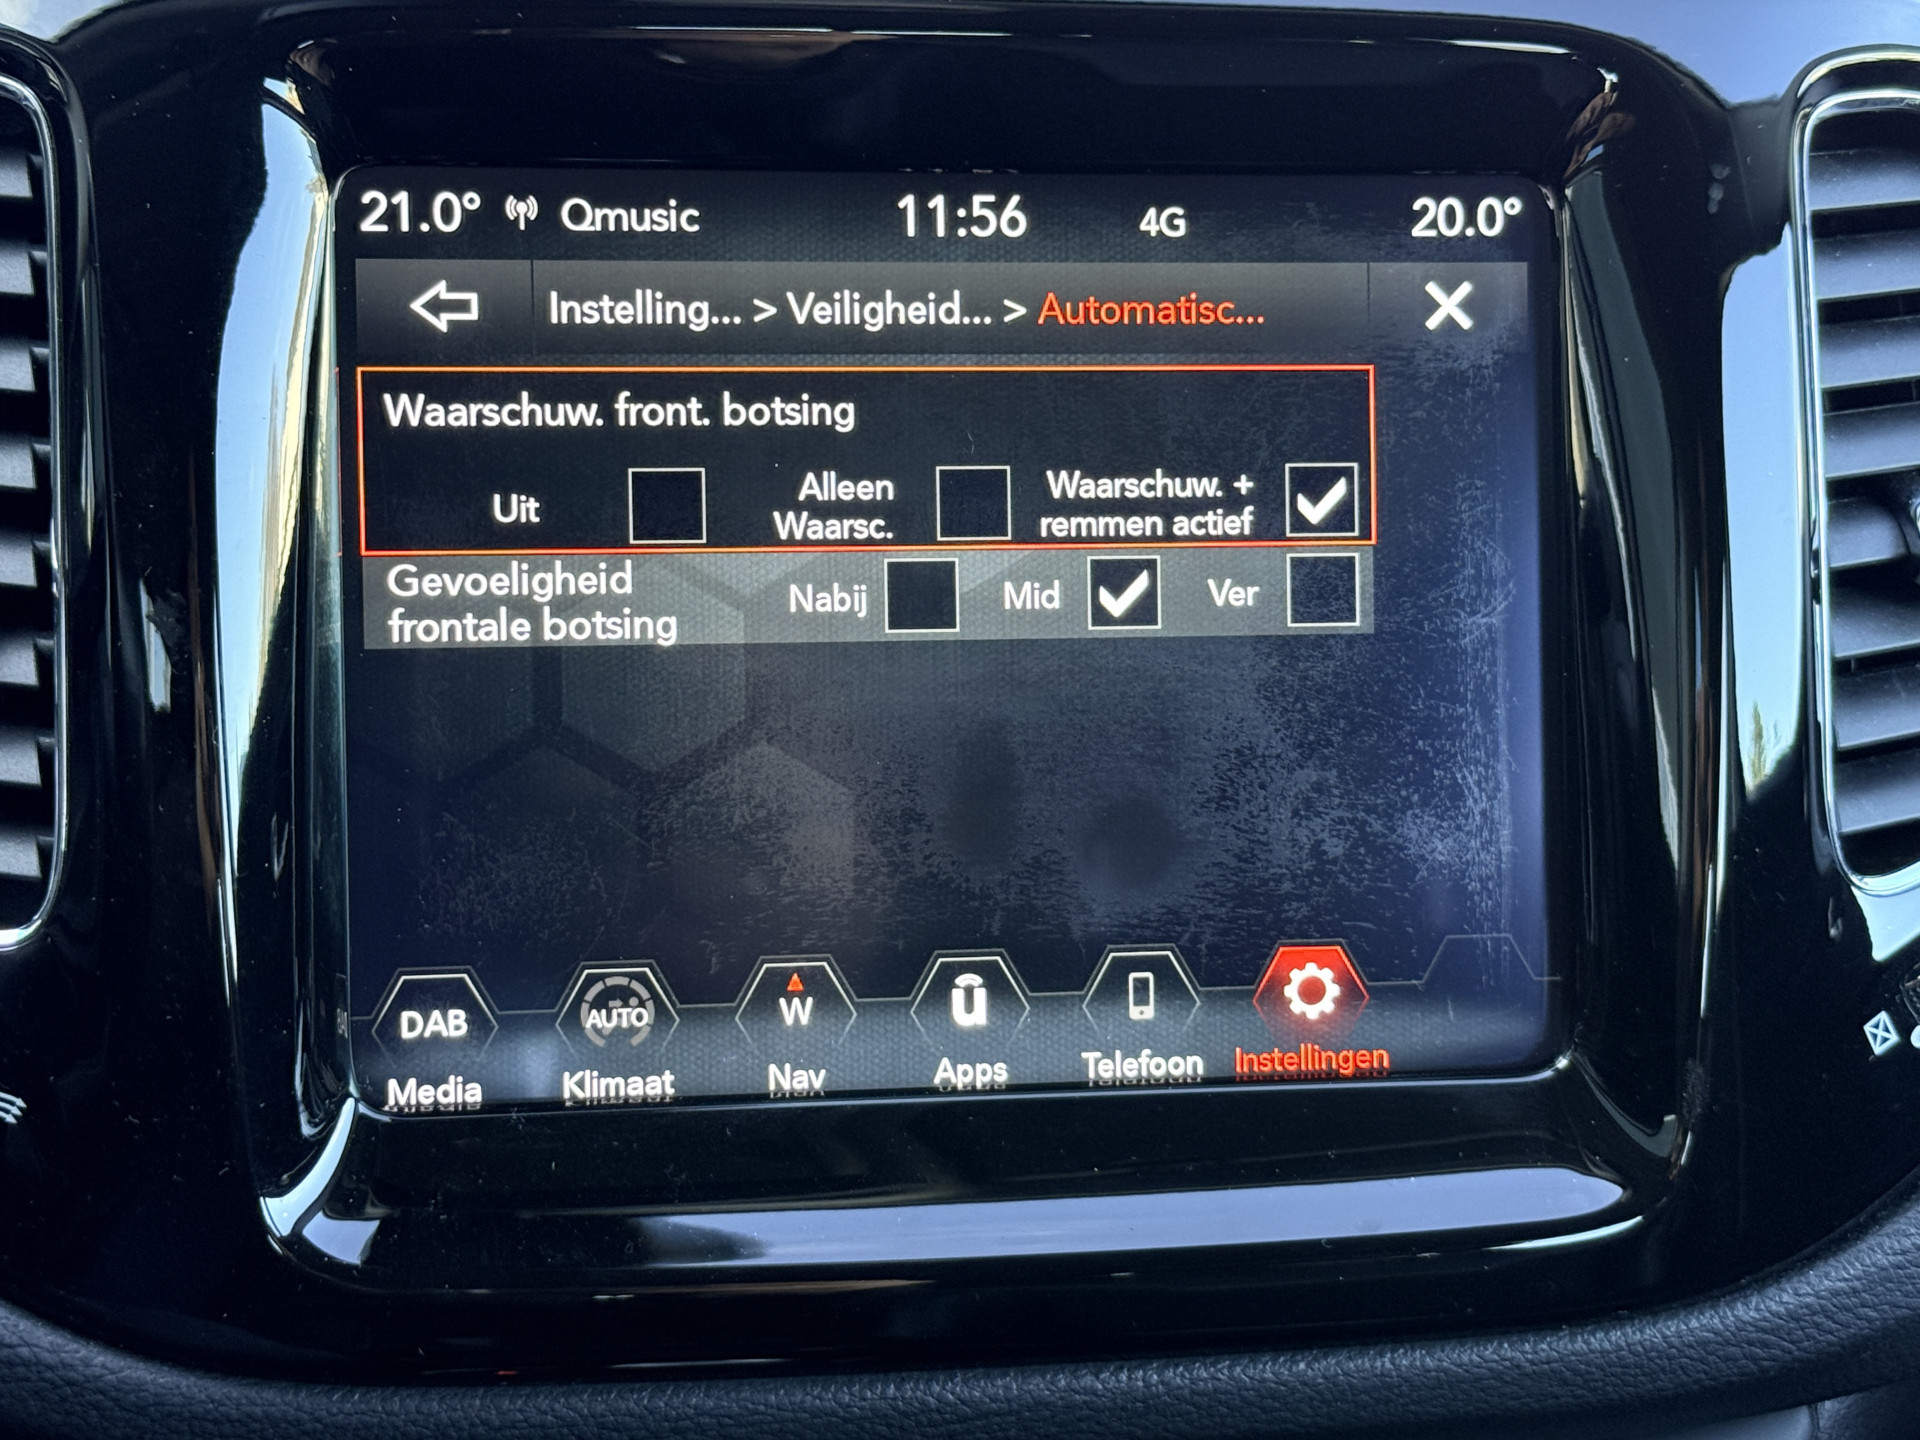 21.0° Qmusic 11:56 4G 20.0°
Instelling... > Veiligheid... > Automatisc...
Waarschuw. front. botsing
Uit
Alleen
Waarsc.
Waarschuw. +
remmen actief
Gevoeligheid
frontale botsing
Nabij Mid Ver
DAB AUTO W
Media Klimaat Nav Apps Telefoon Instellingen